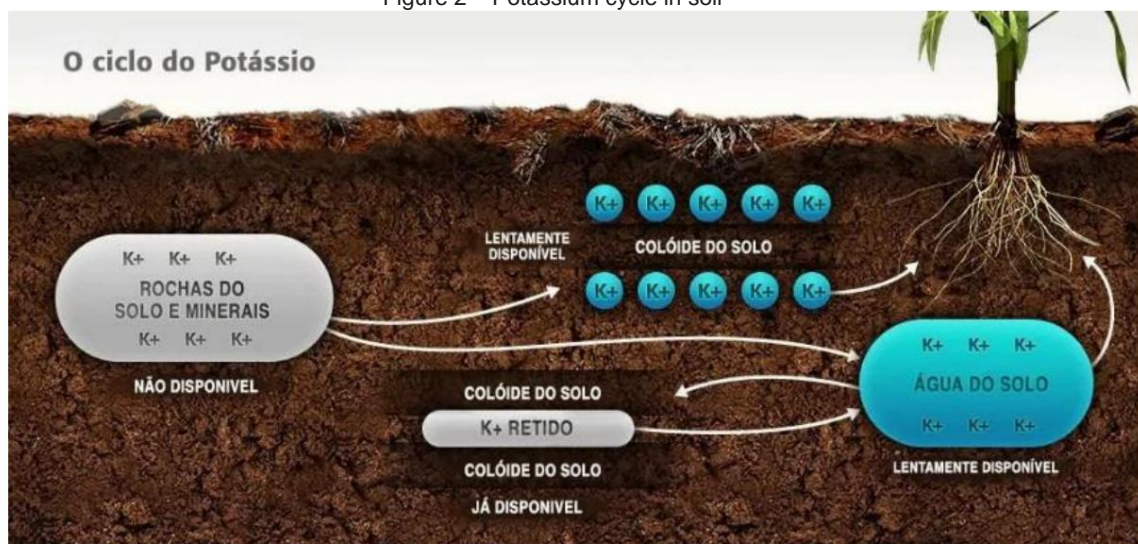 Figure 2 – Potassium cycle in soil
O ciclo do Potássio
K+ K+ K+ K+ K+
LENTAMENTE
DISPONÍVEL
COLÓIDE DO SOLO
K+ K+ K+ K+ K+
K+ K+ K+
ROCHAS DO
SOLO E MINERAIS
K+ K+ K+
NÃO DISPONIVEL
COLÓIDE DO SOLO
K+ RETIDO
COLÓIDE DO SOLO
JÁ DISPONIVEL
K+ K+ K+
ÁGUA DO SOLO
K+ K+ K+
LENTAMENTE DISPONÍVEL